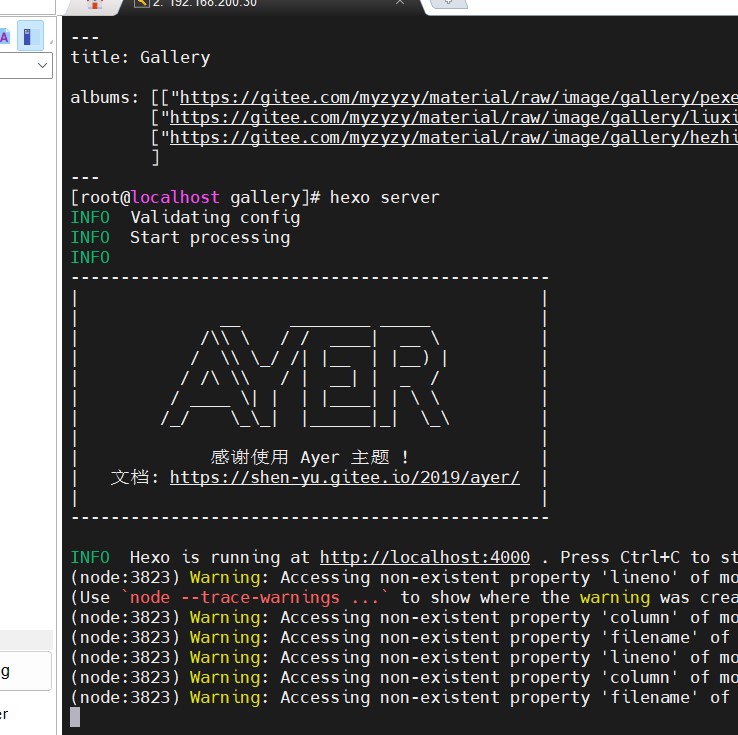 2. 192.168.200.30
---
title: Gallery
albums: [["https://gitee.com/myzyzy/material/raw/image/gallery/pexe
["https://gitee.com/myzyzy/material/raw/image/gallery/liuxi
["https://gitee.com/myzyzy/material/raw/image/gallery/hezhi
]
---
[root@localhost gallery]# hexo server
INFO  Validating config
INFO  Start processing
INFO
AYER
感谢使用 Ayer 主题 !
文档: https://shen-yu.gitee.io/2019/ayer/
INFO  Hexo is running at http://localhost:4000 . Press Ctrl+C to st
(node:3823) Warning: Accessing non-existent property 'lineno' of mo
(Use `node --trace-warnings ...` to show where the warning was crea
(node:3823) Warning: Accessing non-existent property 'column' of mo
(node:3823) Warning: Accessing non-existent property 'filename' of
(node:3823) Warning: Accessing non-existent property 'lineno' of mo
(node:3823) Warning: Accessing non-existent property 'column' of mo
(node:3823) Warning: Accessing non-existent property 'filename' of
g
er